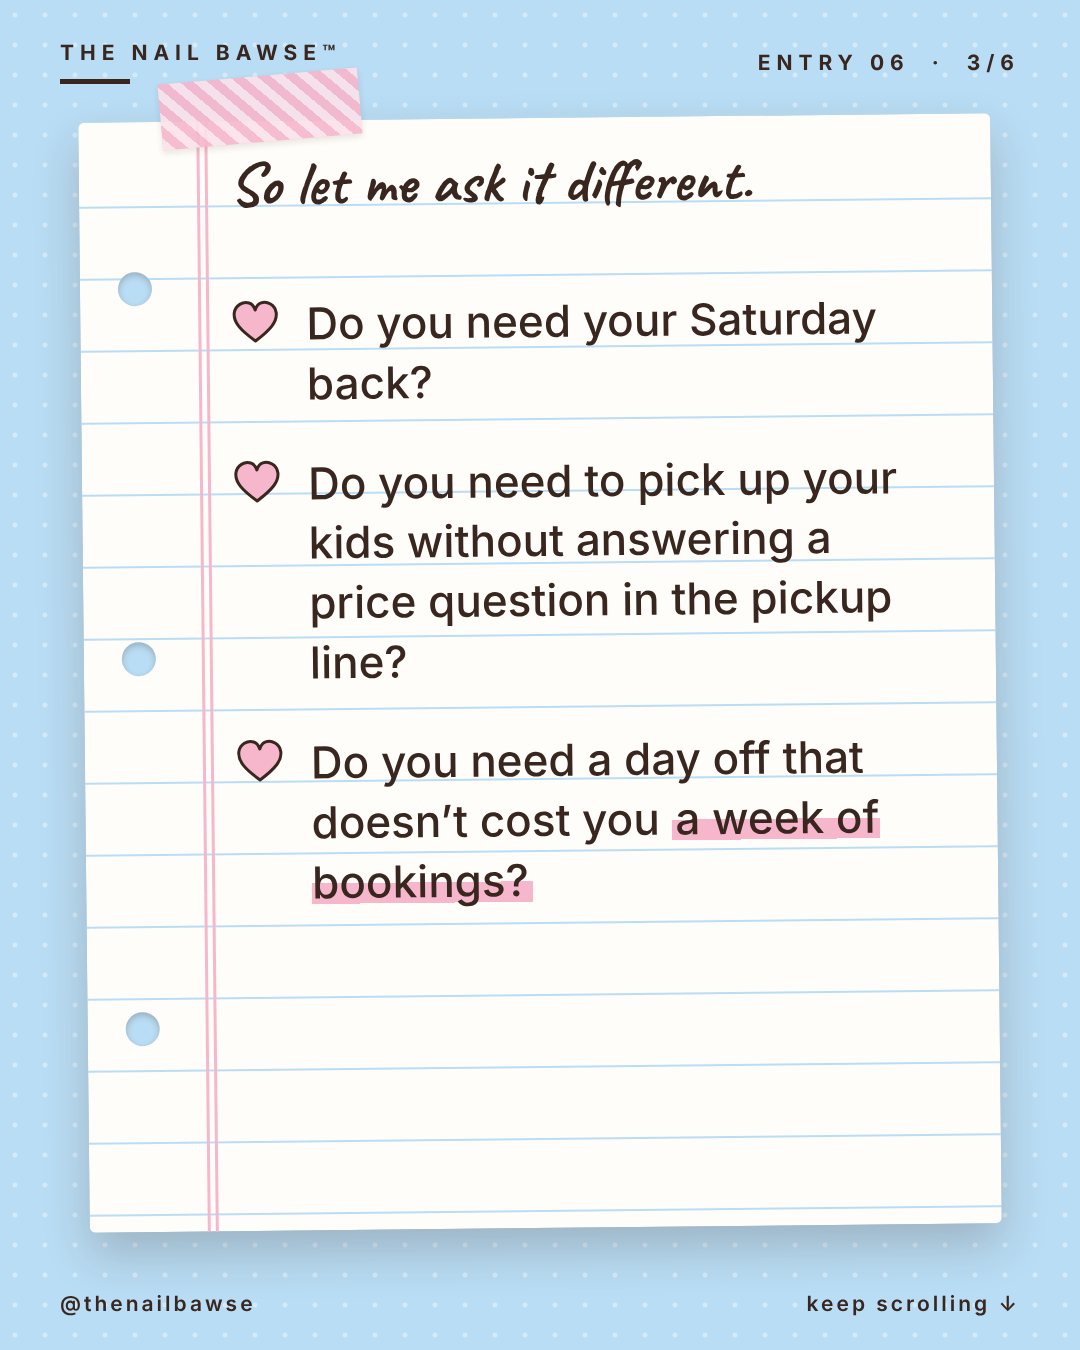 THE NAIL BAWSE™
ENTRY 06 · 3/6
So let me ask it different.
Do you need your Saturday
back?
Do you need to pick up your
kids without answering a
price question in the pickup
line?
Do you need a day off that
doesn’t cost you a week of
bookings?
@thenailbawse
keep scrolling ↓